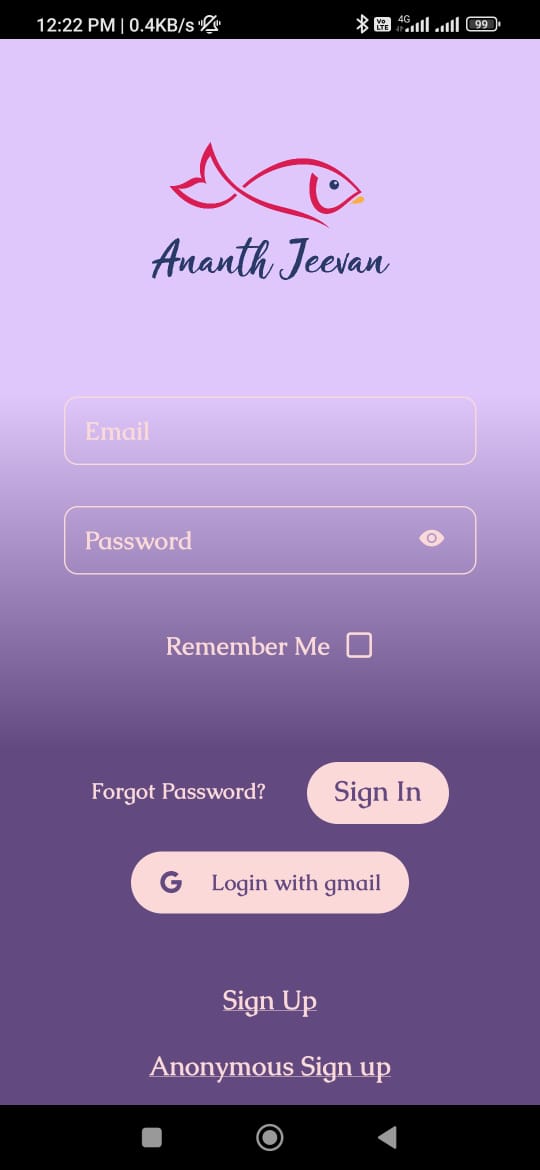 12:22 PM | 0.4KB/s
Vo LTE 4G 99
Ananth Jeevan
Email
Password
Remember Me
Forgot Password? Sign In
G Login with gmail
Sign Up
Anonymous Sign up